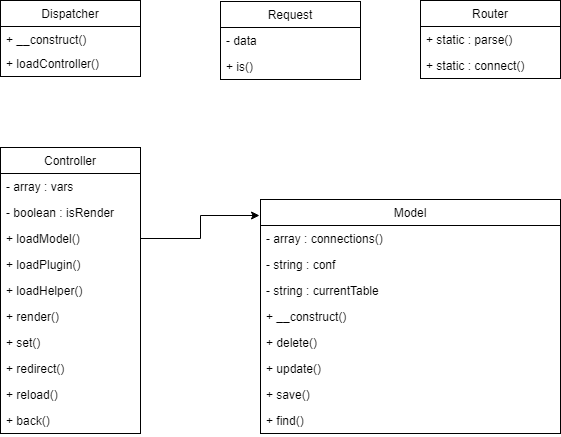 Dispatcher
+ __construct()
+ loadController()
Request
- data
+ is()
Router
+ static : parse()
+ static : connect()
Controller
- array : vars
- boolean : isRender
+ loadModel()
+ loadPlugin()
+ loadHelper()
+ render()
+ set()
+ redirect()
+ reload()
+ back()
Model
- array : connections()
- string : conf
- string : currentTable
+ __construct()
+ delete()
+ update()
+ save()
+ find()